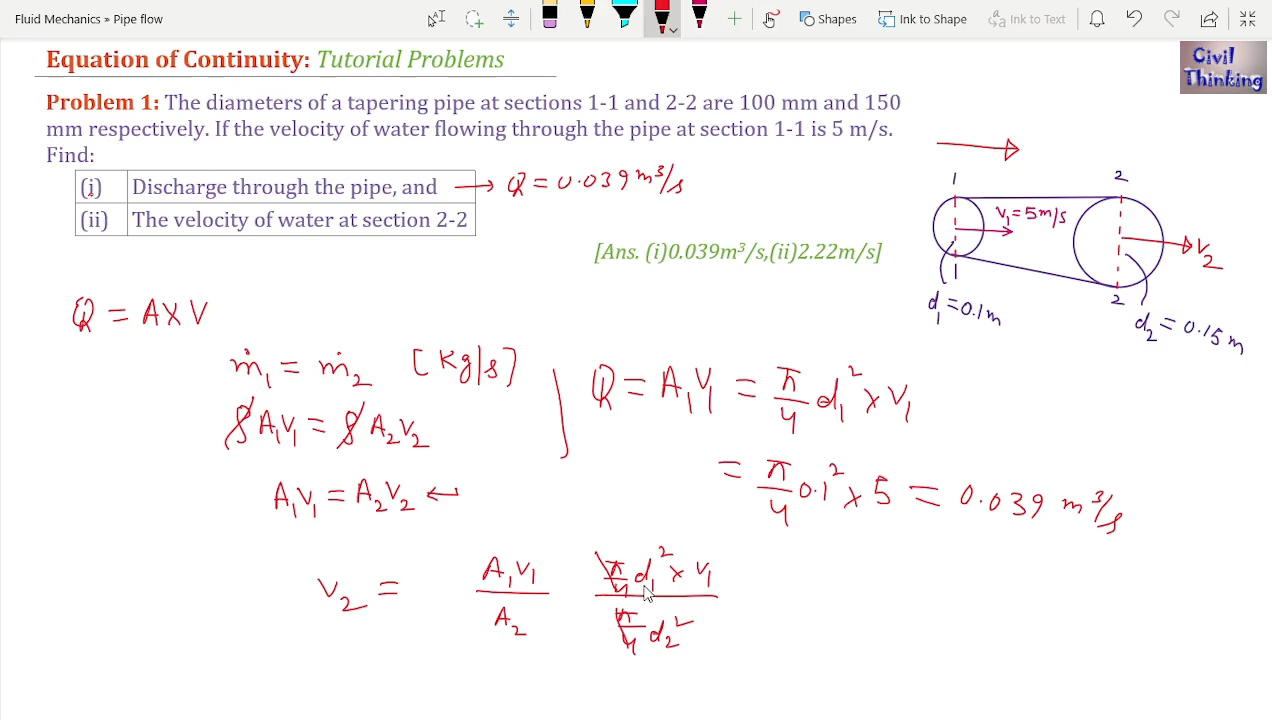 Fluid Mechanics » Pipe flow
Shapes
Ink to Shape
Ink to Text
Equation of Continuity: Tutorial Problems
Civil
Thinking
Problem 1: The diameters of a tapering pipe at sections 1-1 and 2-2 are 100 mm and 150
mm respectively. If the velocity of water flowing through the pipe at section 1-1 is 5 m/s.
Find:
(i) Discharge through the pipe, and → Q = 0.039 m³/s
(ii) The velocity of water at section 2-2
[Ans. (i)0.039m³/s,(ii)2.22m/s]
1 2
V₁ = 5m/s
V₂
1 2
d₁ = 0.1m
d₂ = 0.15m
Q = A X V
ṁ₁ = ṁ₂ [Kg/s]
ρA₁V₁ = ρA₂V₂
A₁V₁ = A₂V₂ ←
Q = A₁V₁ = π/4 d₁² × V₁
= π/4 0.1² × 5 = 0.039 m³/s
V₂ = A₁V₁/A₂ π/4 d₁² × V₁ / π/4 d₂²